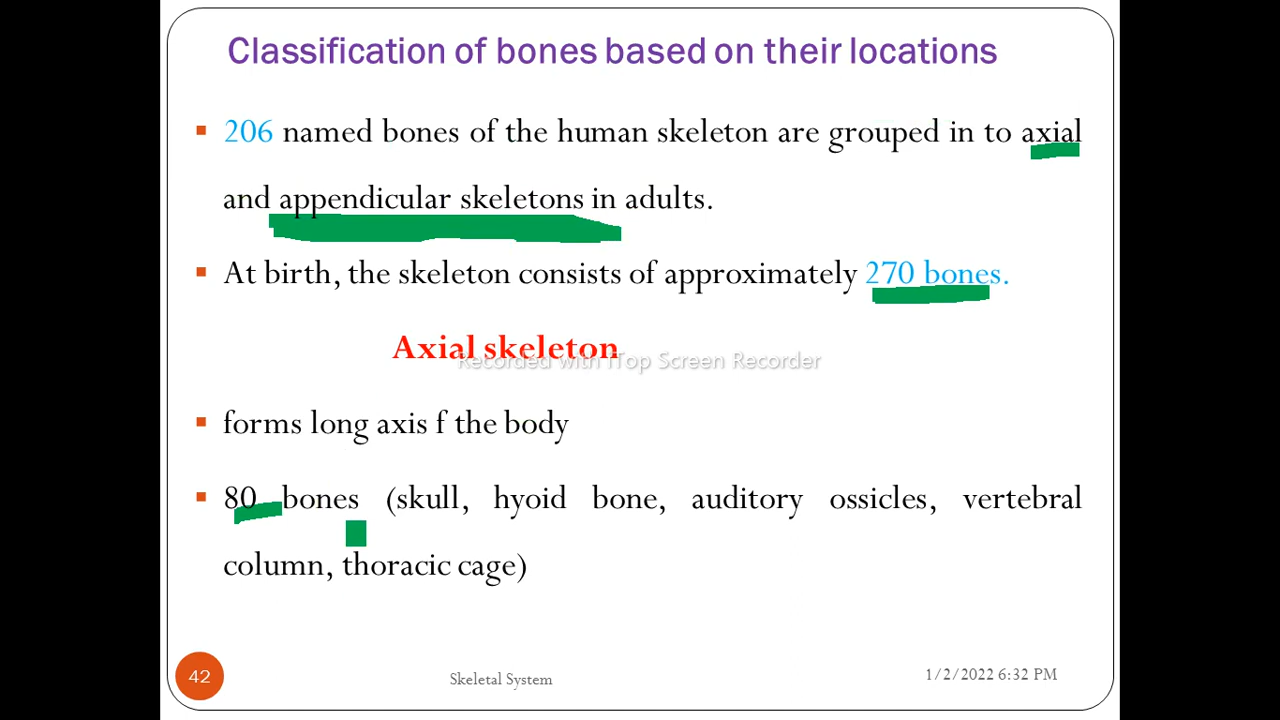 Classification of bones based on their locations
206 named bones of the human skeleton are grouped in to axial
and appendicular skeletons in adults.
At birth, the skeleton consists of approximately 270 bones.
Axial skeleton
Recorded with iTop Screen Recorder
forms long axis f the body
80 bones (skull, hyoid bone, auditory ossicles, vertebral
column, thoracic cage)
42
Skeletal System
1/2/2022 6:32 PM